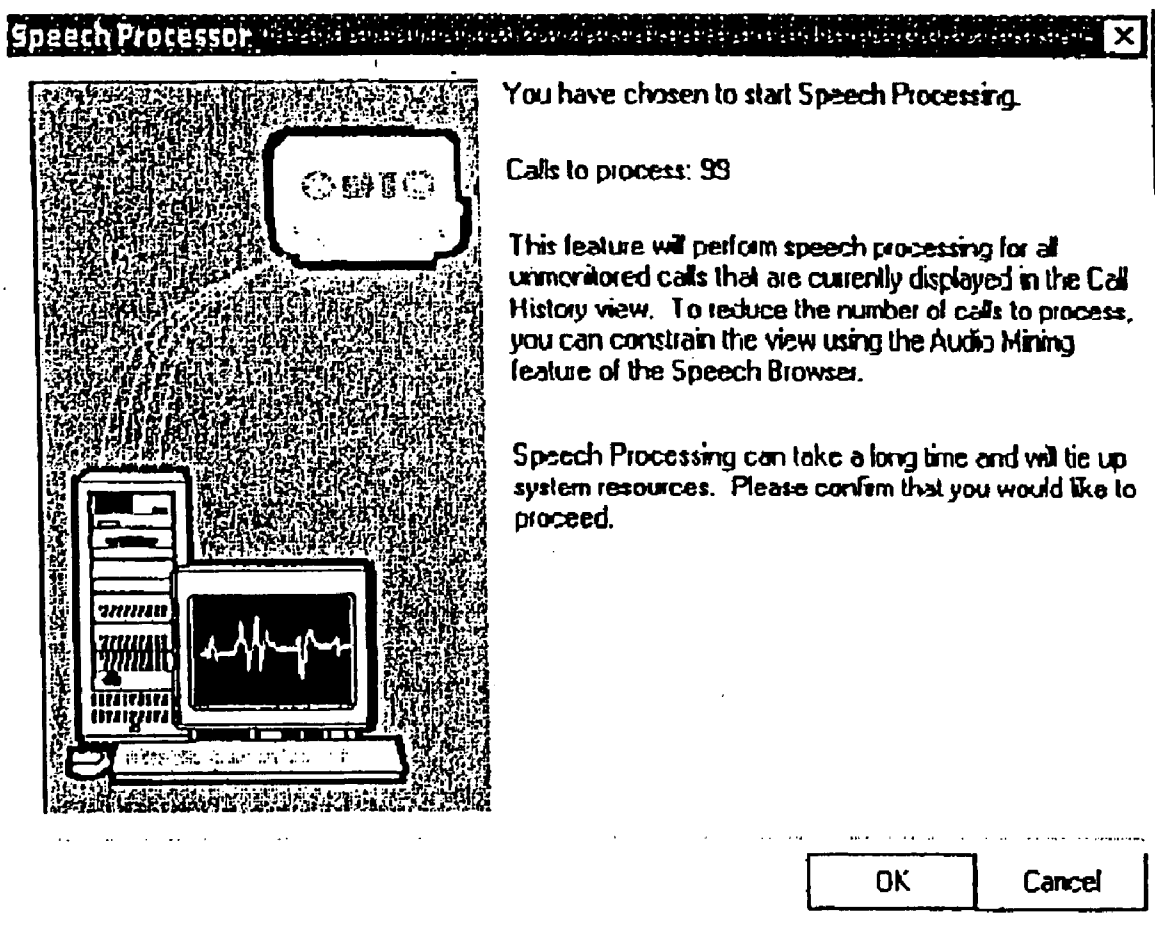 Speech Processor
You have chosen to start Speech Processing.
Calls to process: 99
This feature will perform speech processing for all
unmonitored calls that are currently displayed in the Call
History view. To reduce the number of calls to process,
you can constrain the view using the Audio Mining
feature of the Speech Browser.
Speech Processing can take a long time and will tie up
system resources. Please confirm that you would like to
proceed.
OK
Cancel